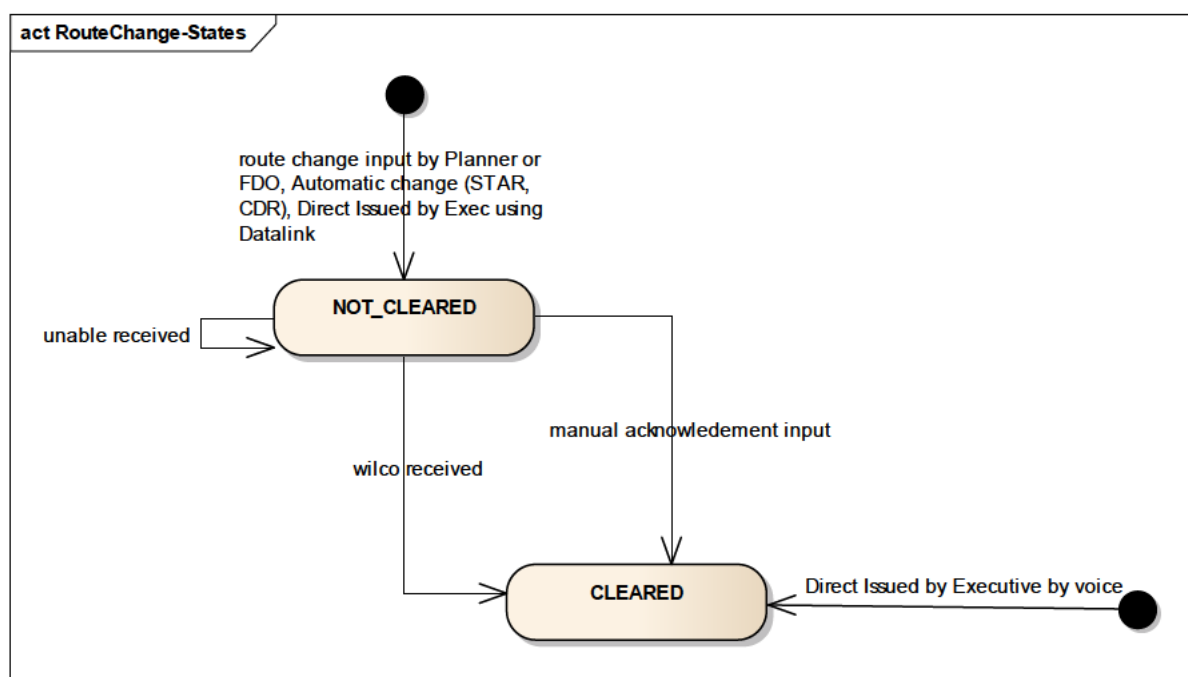 act RouteChange-States
route change input by Planner or
FDO, Automatic change (STAR,
CDR), Direct Issued by Exec using
Datalink
NOT_CLEARED
unable received
manual acknowledement input
wilco received
CLEARED
Direct Issued by Executive by voice